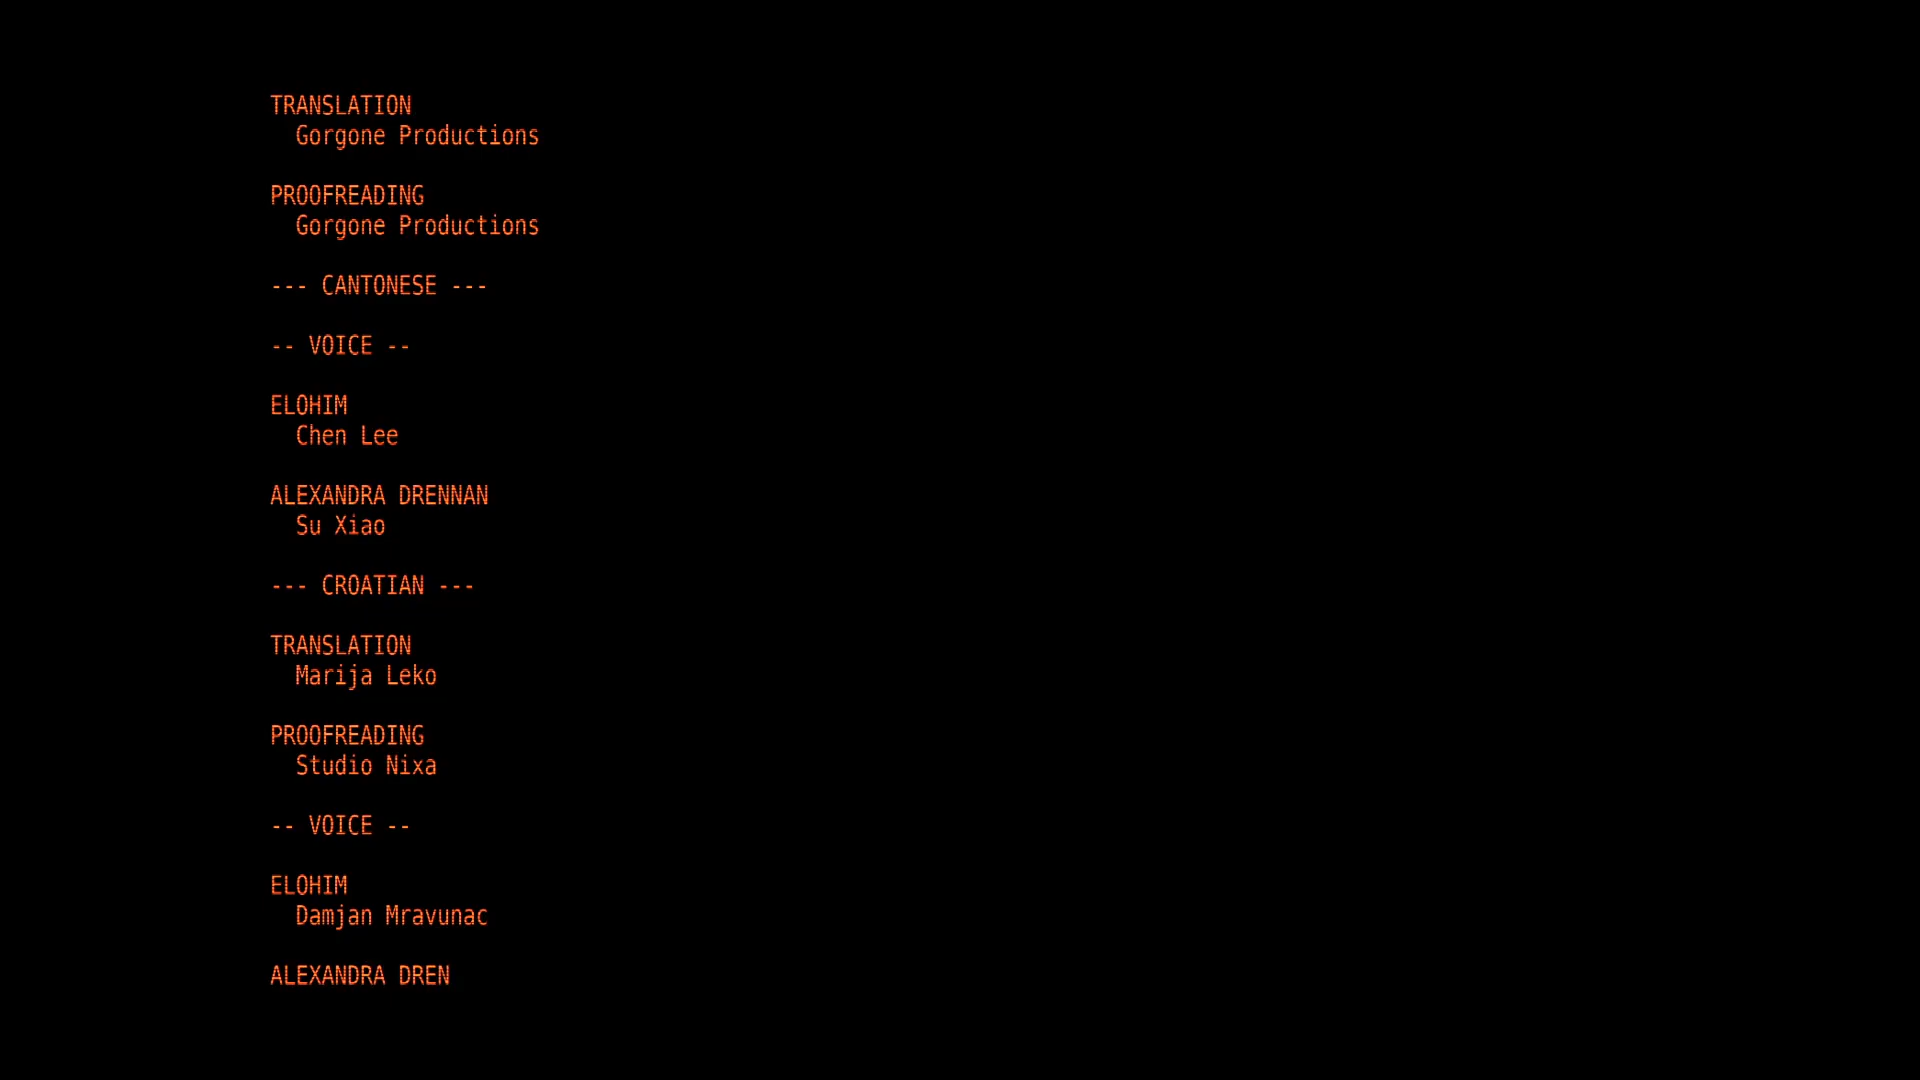 TRANSLATION
Gorgone Productions
PROOFREADING
Gorgone Productions
--- CANTONESE ---
-- VOICE --
ELOHIM
Chen Lee
ALEXANDRA DRENNAN
Su Xiao
--- CROATIAN ---
TRANSLATION
Marija Leko
PROOFREADING
Studio Nixa
-- VOICE --
ELOHIM
Damjan Mravunac
ALEXANDRA DREN